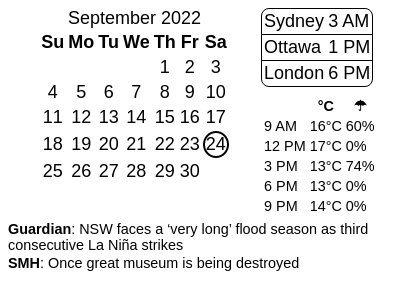 September 2022
Su Mo Tu We Th Fr Sa
1 2 3
4 5 6 7 8 9 10
11 12 13 14 15 16 17
18 19 20 21 22 23 24
25 26 27 28 29 30
Sydney 3 AM
Ottawa 1 PM
London 6 PM
°C ☂
9 AM 16°C 60%
12 PM 17°C 0%
3 PM 13°C 74%
6 PM 13°C 0%
9 PM 14°C 0%
Guardian: NSW faces a ‘very long’ flood season as third
consecutive La Niña strikes
SMH: Once great museum is being destroyed